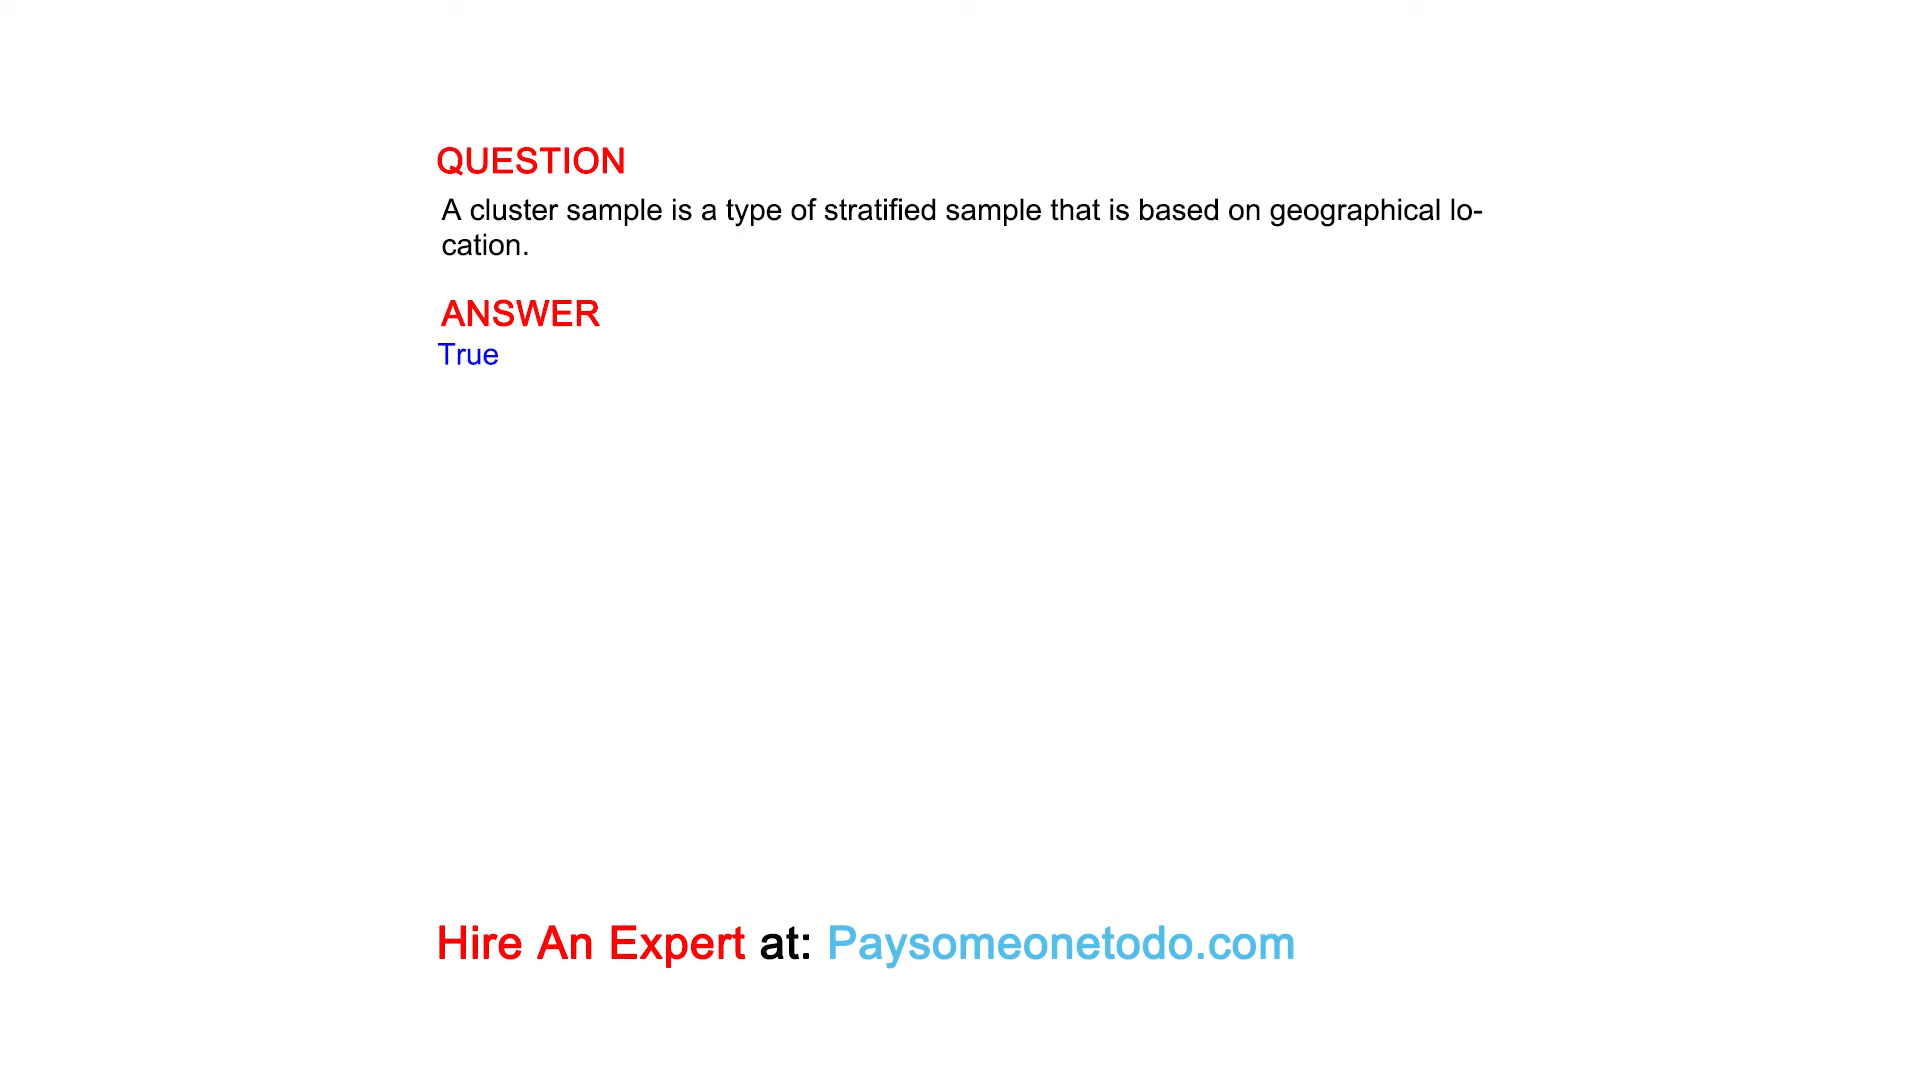 QUESTION
A cluster sample is a type of stratified sample that is based on geographical lo-
cation.
ANSWER
True
Hire An Expert at: Paysomeonetodo.com